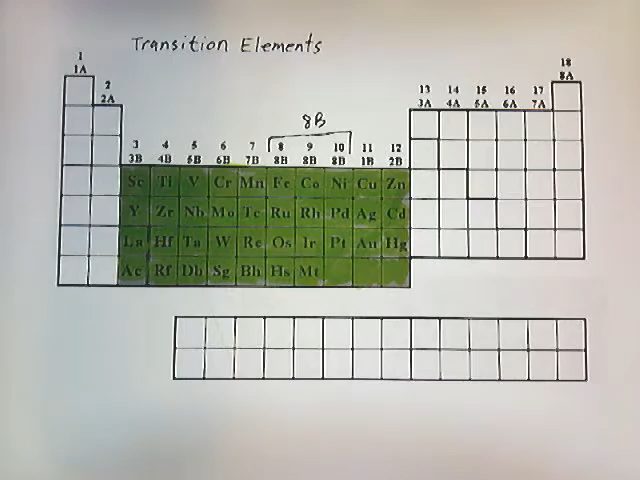 Transition Elements
1
1A
2
2A
18
8A
13 14 15 16 17
3A 4A 5A 6A 7A
8B
3 4 5 6 7 8 9 10 11 12
3B 4B 5B 6B 7B 8B 8B 8B 1B 2B
Sc Ti V Cr Mn Fe Co Ni Cu Zn
Y Zr Nb Mo Tc Ru Rh Pd Ag Cd
La Hf Ta W Re Os Ir Pt Au Hg
Ac Rf Db Sg Bh Hs Mt